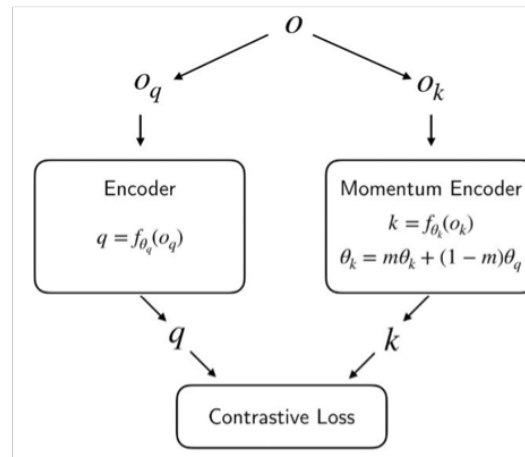 o
o_q
o_k
Encoder
q = f_{θ_q}(o_q)
Momentum Encoder
k = f_{θ_k}(o_k)
θ_k = mθ_k + (1 − m)θ_q
q
k
Contrastive Loss